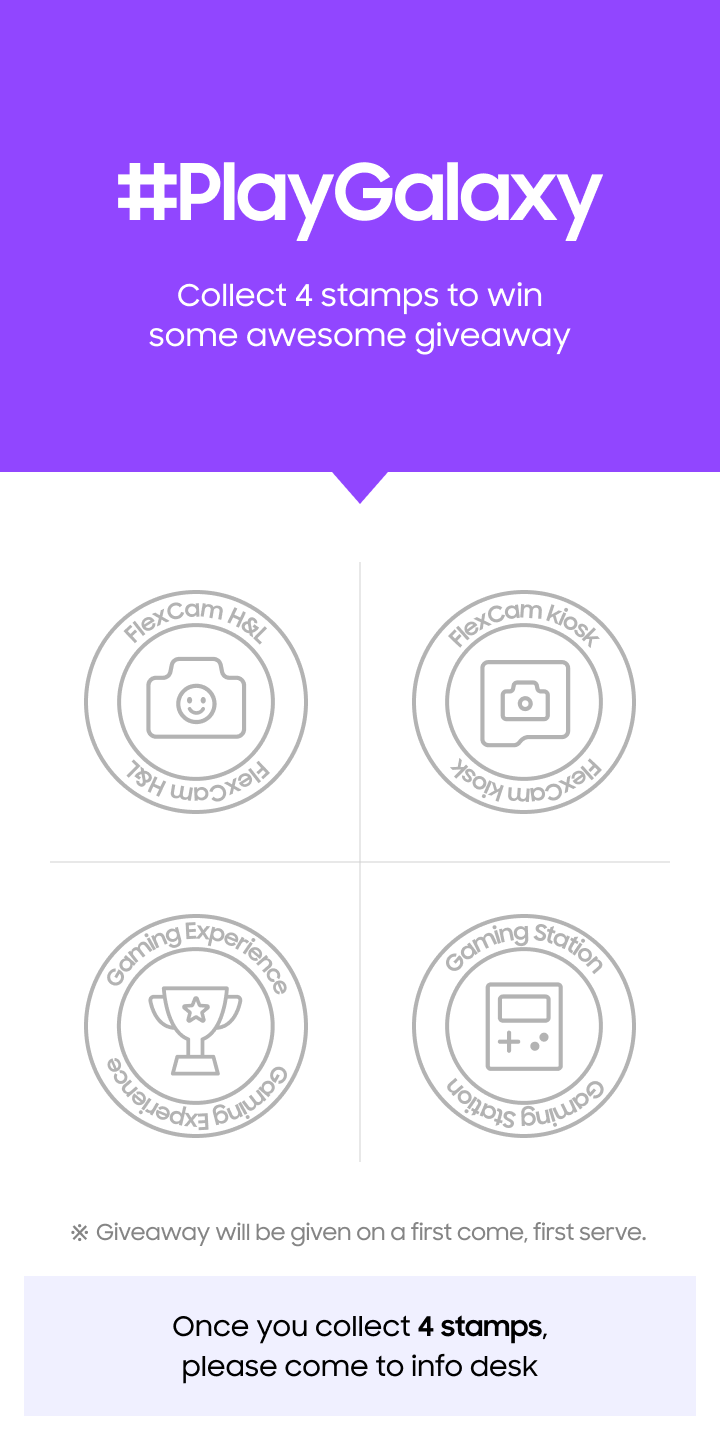 #PlayGalaxy
Collect 4 stamps to win
some awesome giveaway
FlexCam H&L
FlexCam H&L
FlexCam kiosk
FlexCam kiosk
Gaming Experience
Gaming Experience
Gaming Station
Gaming Station
※ Giveaway will be given on a first come, first serve.
Once you collect 4 stamps,
please come to info desk